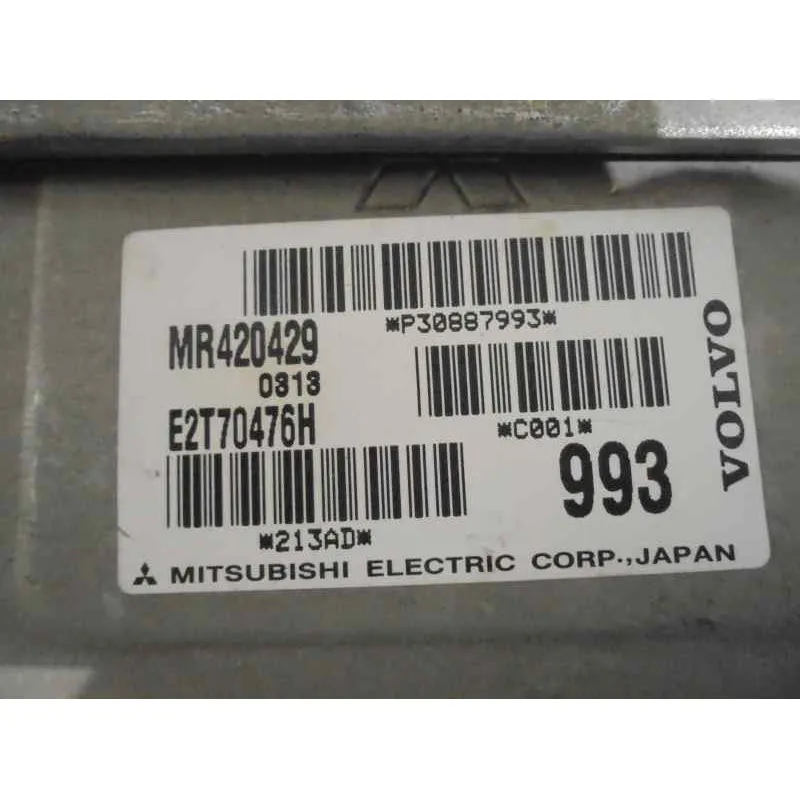 *P30887993*
MR420429
0313
*C001*
E2T70476H
993
*213AD*
MITSUBISHI ELECTRIC CORP.,JAPAN
VOLVO